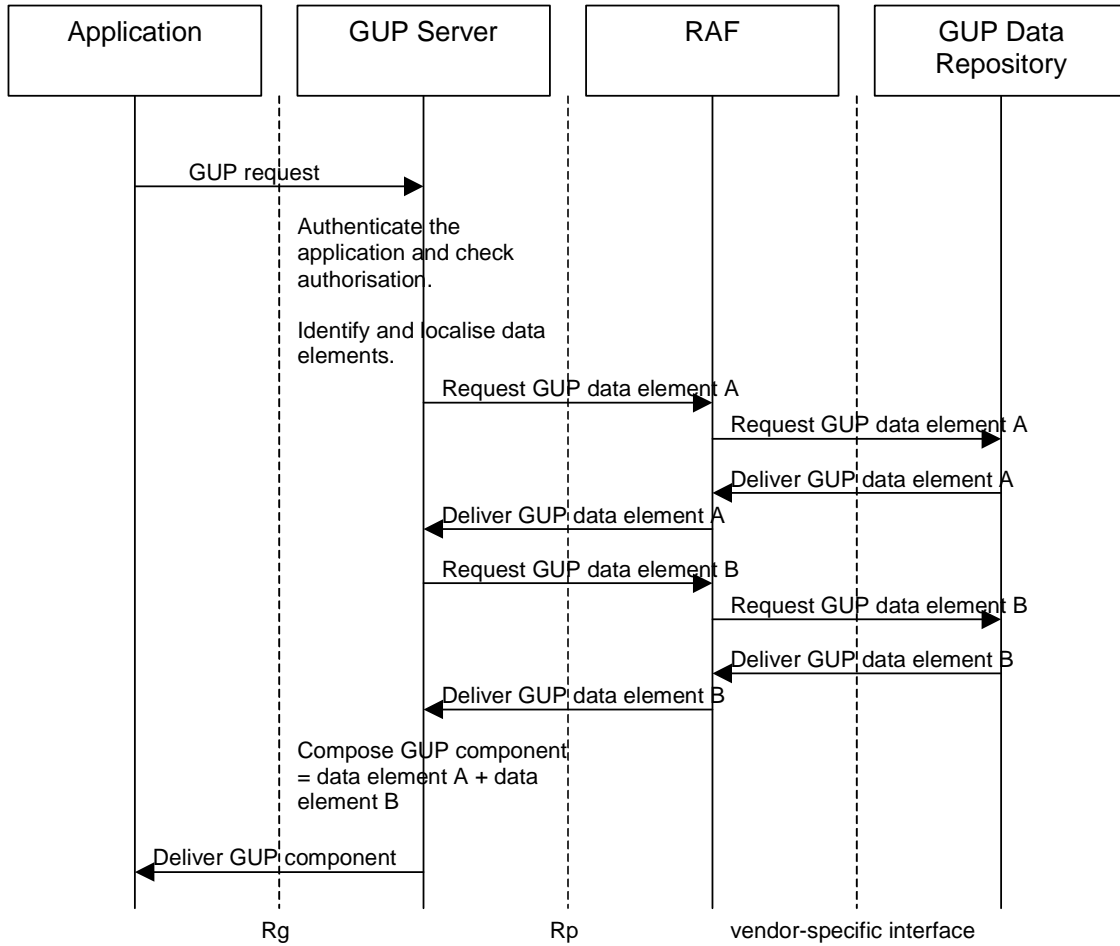 Application
GUP Server
RAF
GUP Data
Repository
GUP request
Authenticate the
application and check
authorisation.
Identify and localise data
elements.
Request GUP data element A
Request GUP data element A
Deliver GUP data element A
Deliver GUP data element A
Request GUP data element B
Request GUP data element B
Deliver GUP data element B
Deliver GUP data element B
Compose GUP component
= data element A + data
element B
Deliver GUP component
Rg
Rp
vendor-specific interface